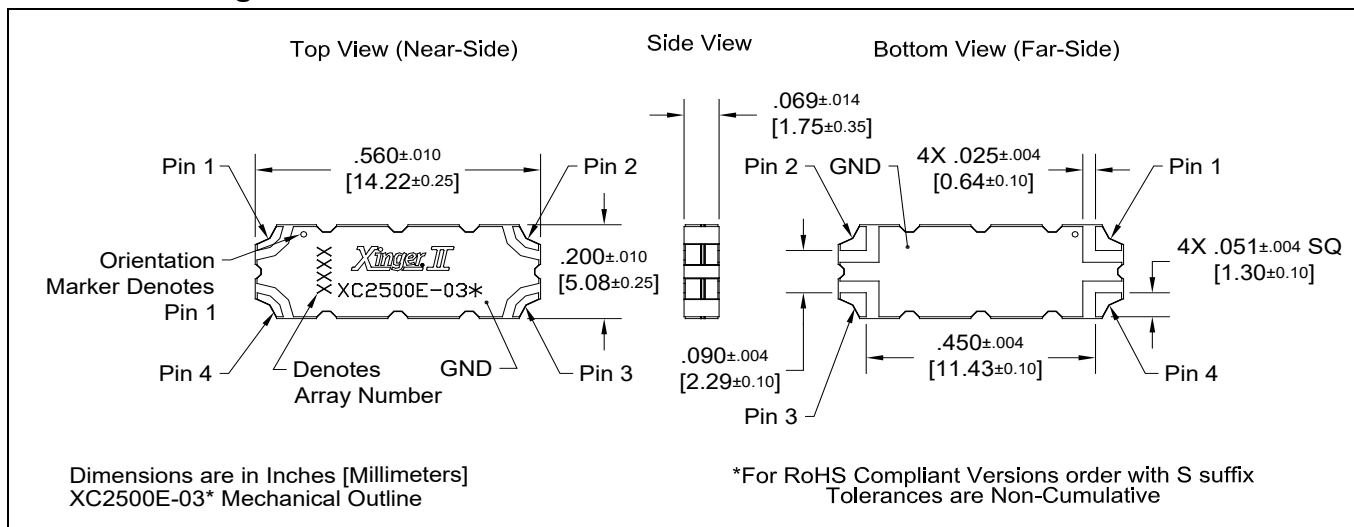 Top View (Near-Side)
Side View
Bottom View (Far-Side)
.069±.014
[1.75±0.35]
Pin 1
.560±.010
[14.22±0.25]
Pin 2
Pin 2
GND
4X .025±.004
[0.64±0.10]
Pin 1
Orientation
Marker Denotes
Pin 1
XXXXX
Xinger II
XC2500E-03*
.200±.010
[5.08±0.25]
4X .051±.004 SQ
[1.30±0.10]
Pin 4
Denotes
Array Number
GND
Pin 3
.090±.004
[2.29±0.10]
.450±.004
[11.43±0.10]
Pin 4
Pin 3
Dimensions are in Inches [Millimeters]
XC2500E-03* Mechanical Outline
*For RoHS Compliant Versions order with S suffix
Tolerances are Non-Cumulative